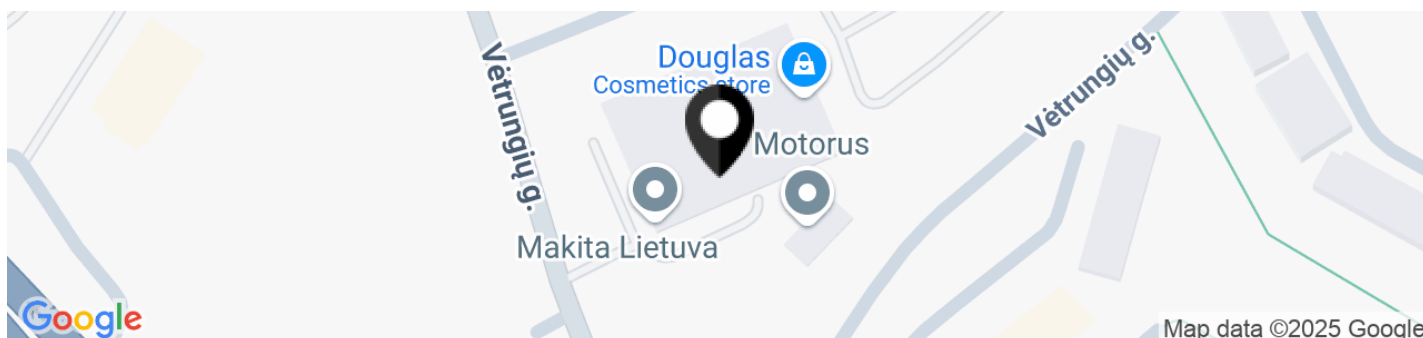 Douglas
Cosmetics store
Vėtrungių g.
Vėtrungių g.
Motorus
Makita Lietuva
Google
Map data ©2025 Google